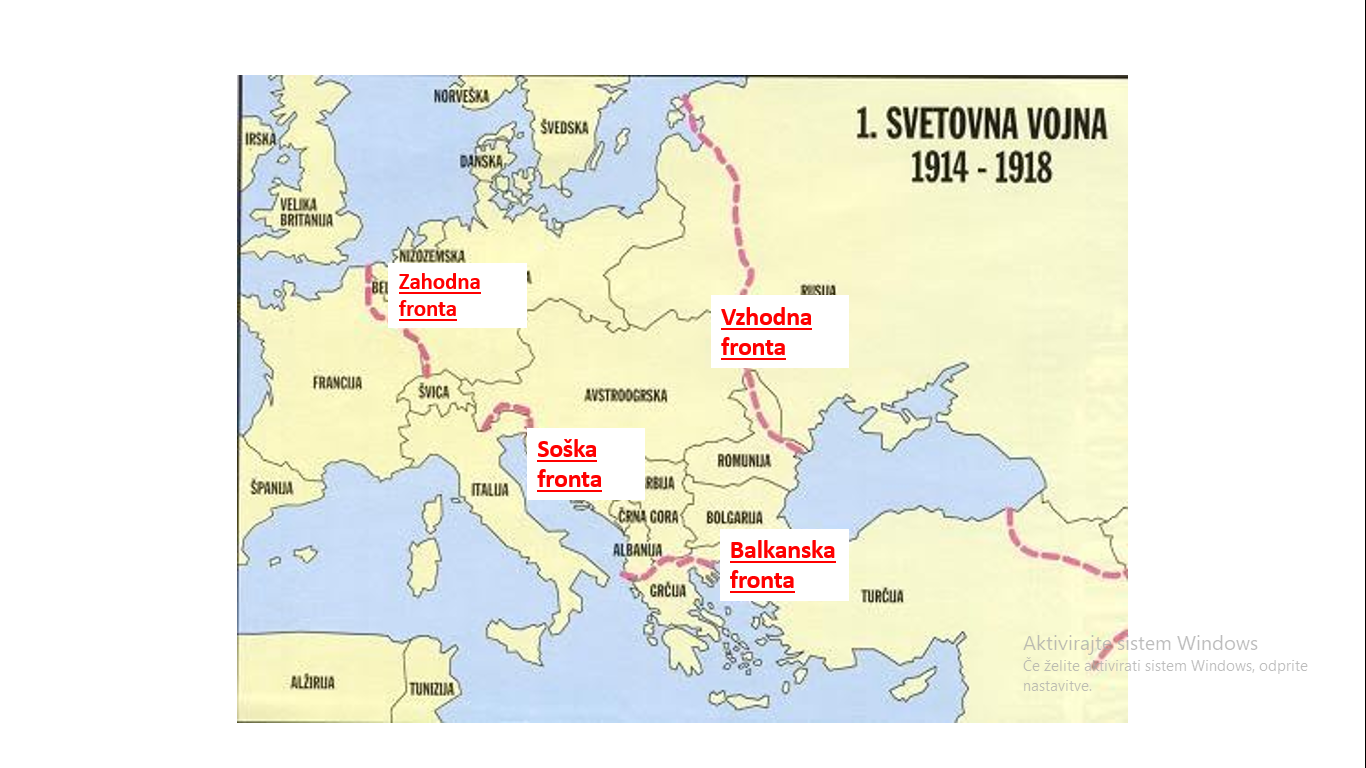 NORVEŠKA
ŠVEDSKA
IRSKA
DANSKA
1. SVETOVNA VOJNA
1914 - 1918
VELIKA
BRITANIJA
NIZOZEMSKA
BEL
Zahodna
fronta
RUSIJA
Vzhodna
fronta
FRANCIJA
ŠVICA
AVSTROOGRSKA
Soška
fronta
ROMUNIJA
ŠPANIJA
ITALIJA
RBIJA
ČRNA GORA
BOLGARIJA
ALBANIJA
Balkanska
fronta
GRČIJA
TURČIJA
Aktivirajte sistem Windows
Če želite aktivirati sistem Windows, odprite
nastavitve.
ALŽIRIJA
TUNIZIJA